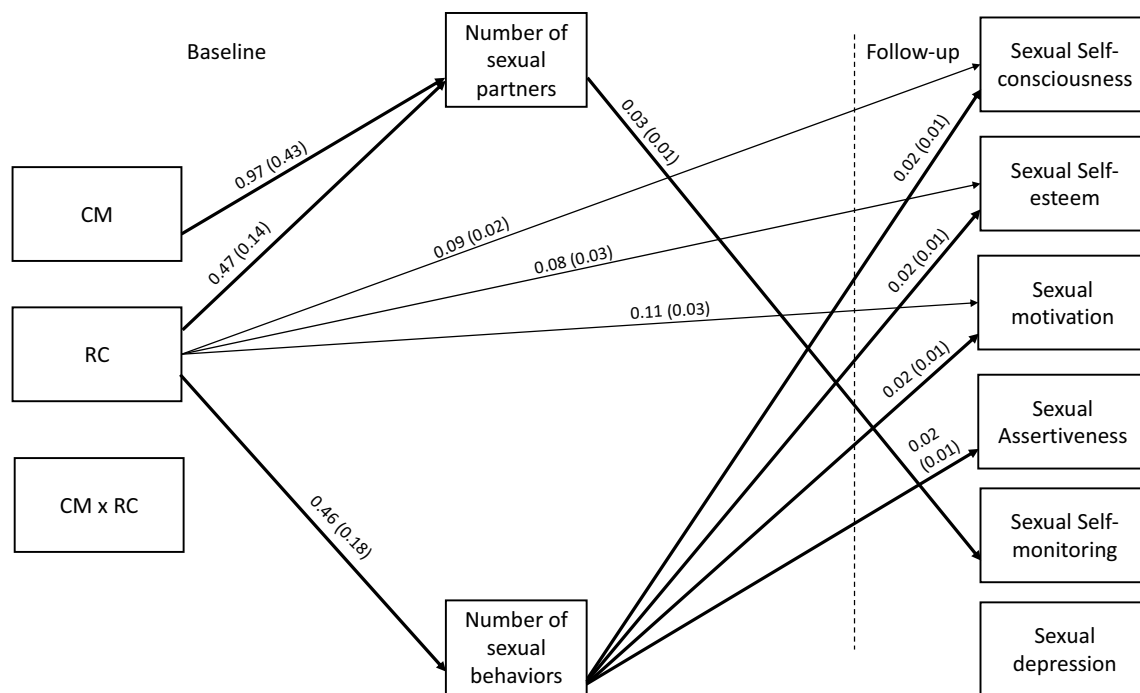 Baseline
Number of
sexual
partners
Follow-up
Sexual Self-
consciousness
0.03 (0.01)
0.02 (0.01)
0.97 (0.43)
CM
Sexual Self-
esteem
0.47 (0.14)
0.09 (0.02)
0.08 (0.03)
0.02 (0.01)
RC
0.11 (0.03)
Sexual
motivation
0.02 (0.01)
Sexual
Assertiveness
0.02
(0.01)
CM x RC
0.46 (0.18)
Sexual Self-
monitoring
Number of
sexual
behaviors
Sexual
depression